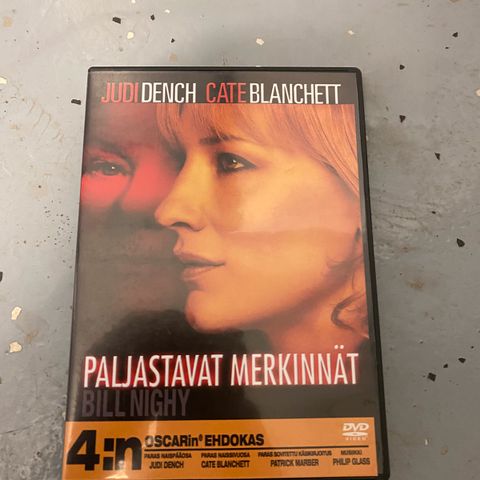 JUDI DENCH CATE BLANCHETT
PALJASTAVAT MERKINNÄT
BILL NIGHY
4:n OSCARin® EHDOKAS
PARAS NAISPÄÄOSA PARAS NAISSIVUOSA PARAS SOVITETTU KÄSIKIRJOITUS MUSIIKKI
JUDI DENCH CATE BLANCHETT PATRICK MARBER PHILIP GLASS
DVD
VIDEO